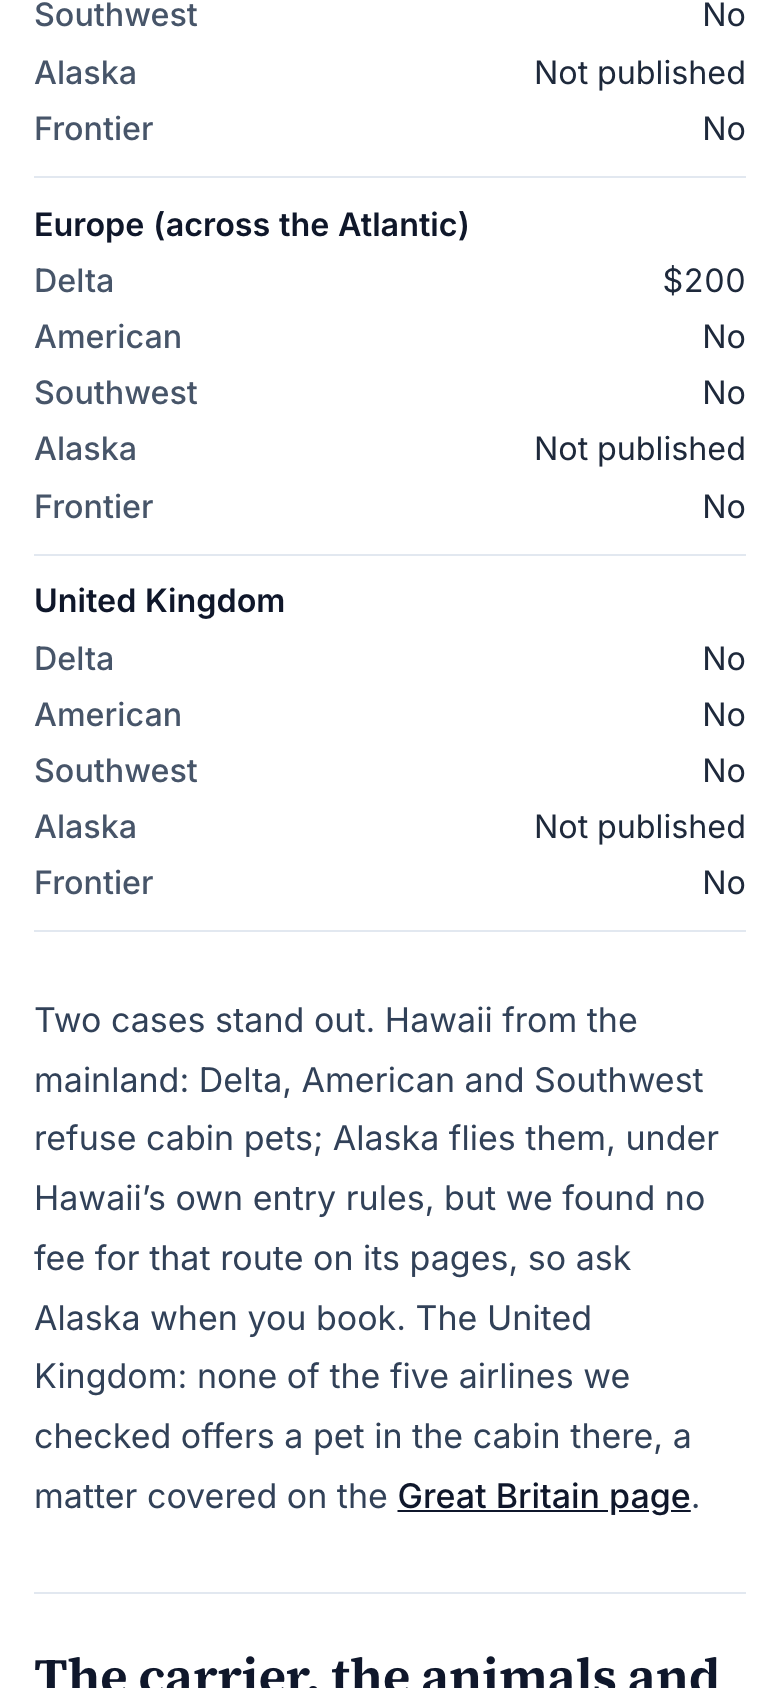 Southwest No
Alaska Not published
Frontier No
Europe (across the Atlantic)
Delta $200
American No
Southwest No
Alaska Not published
Frontier No
United Kingdom
Delta No
American No
Southwest No
Alaska Not published
Frontier No
Two cases stand out. Hawaii from the
mainland: Delta, American and Southwest
refuse cabin pets; Alaska flies them, under
Hawaii’s own entry rules, but we found no
fee for that route on its pages, so ask
Alaska when you book. The United
Kingdom: none of the five airlines we
checked offers a pet in the cabin there, a
matter covered on the Great Britain page.
The carrier, the animals and